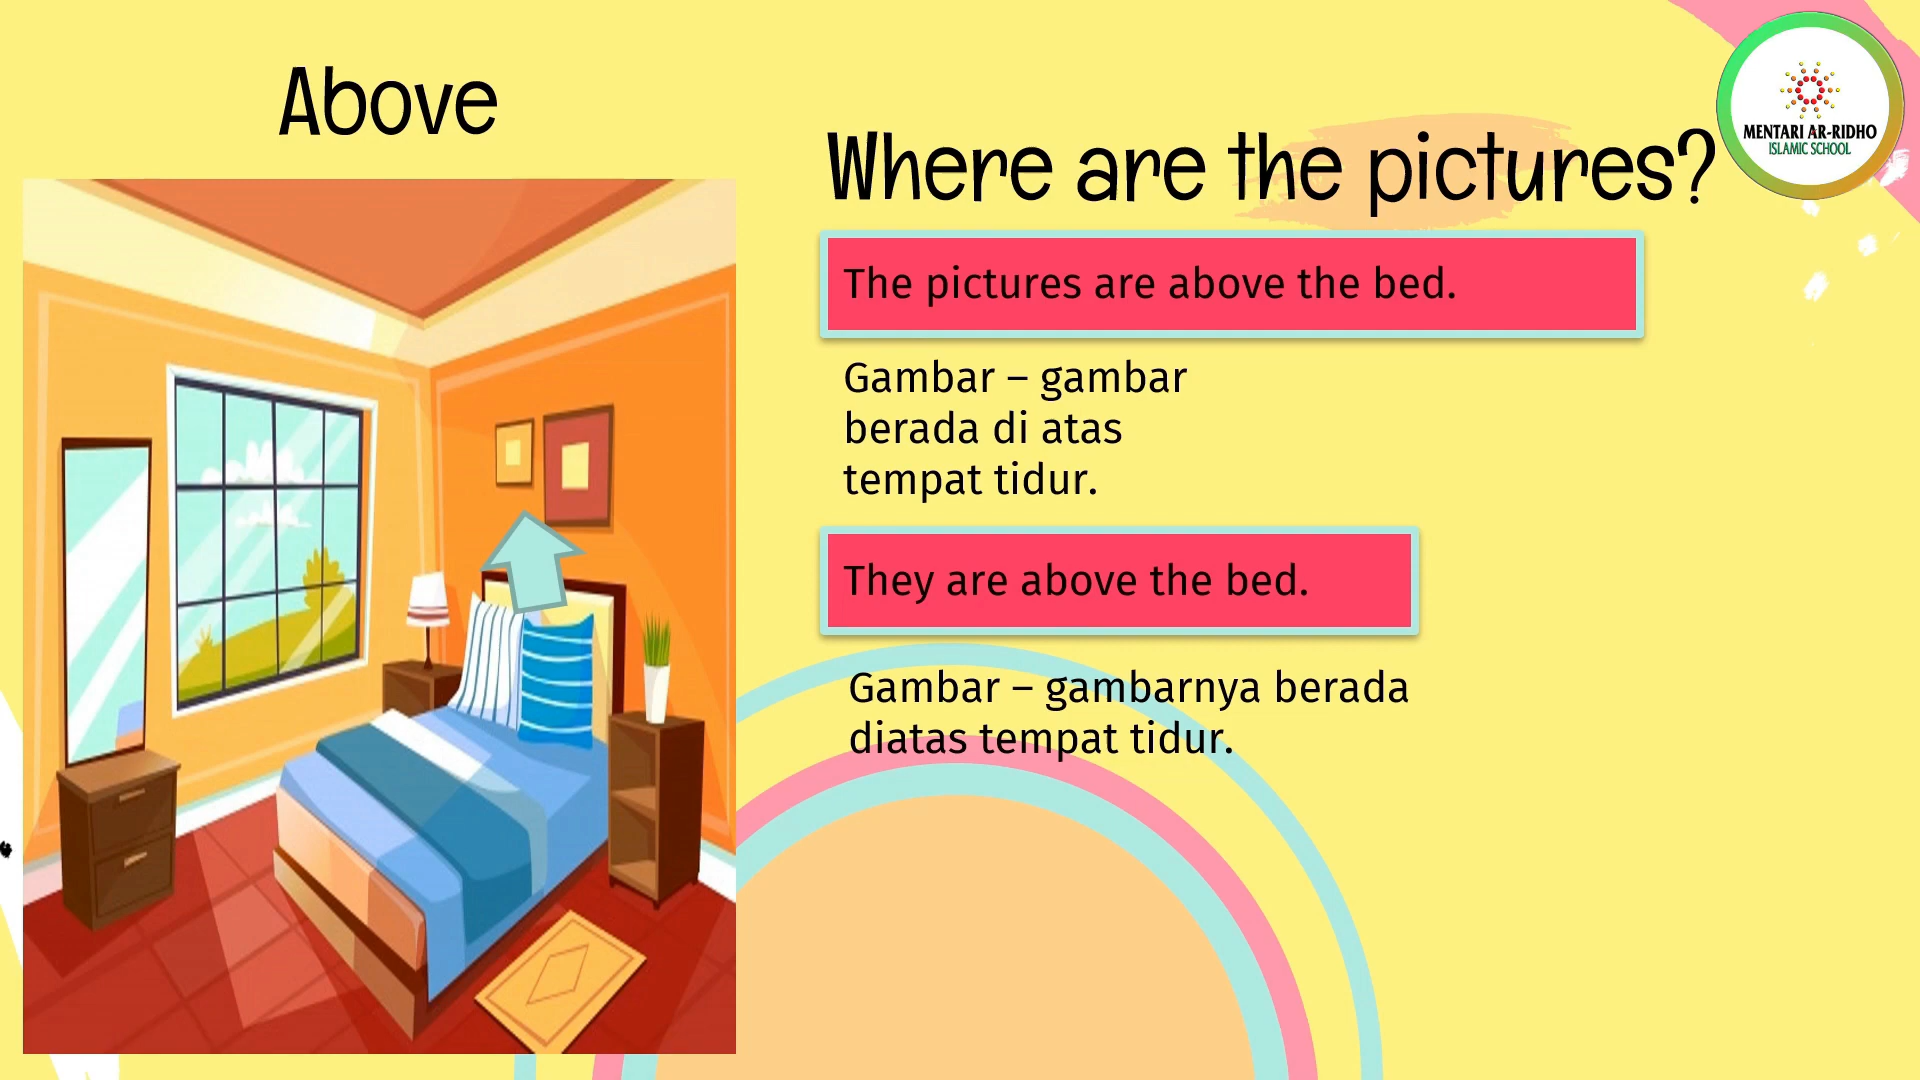 Above
Where are the pictures?
MENTARI AR-RIDHO
ISLAMIC SCHOOL
The pictures are above the bed.
Gambar – gambar
berada di atas
tempat tidur.
They are above the bed.
Gambar – gambarnya berada
diatas tempat tidur.